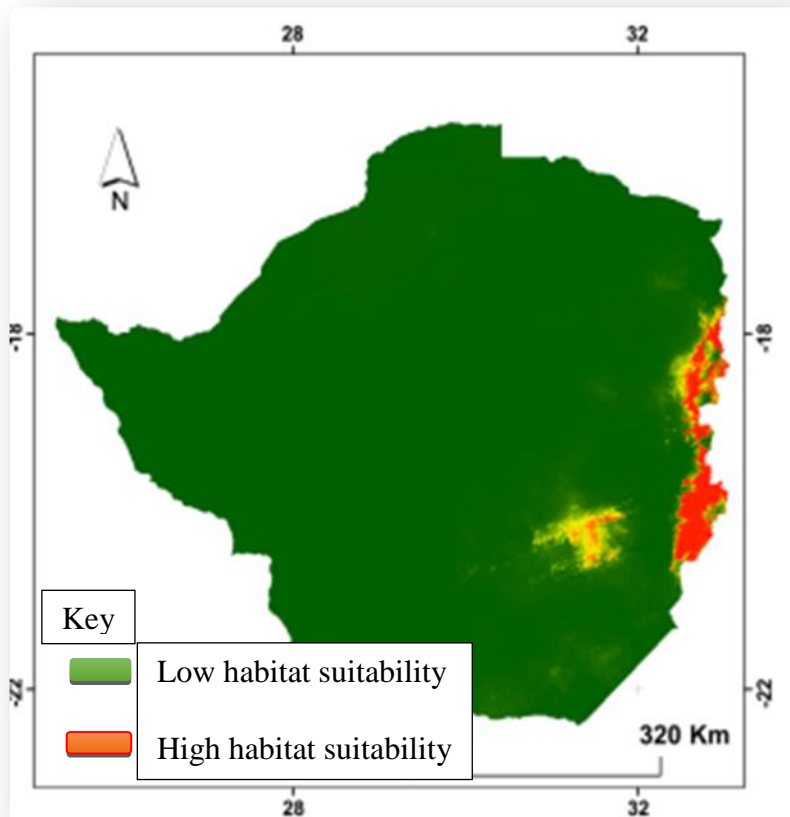 28 32
N
-18 -18
Key
Low habitat suitability
-22 -22
320 Km
High habitat suitability
28 32